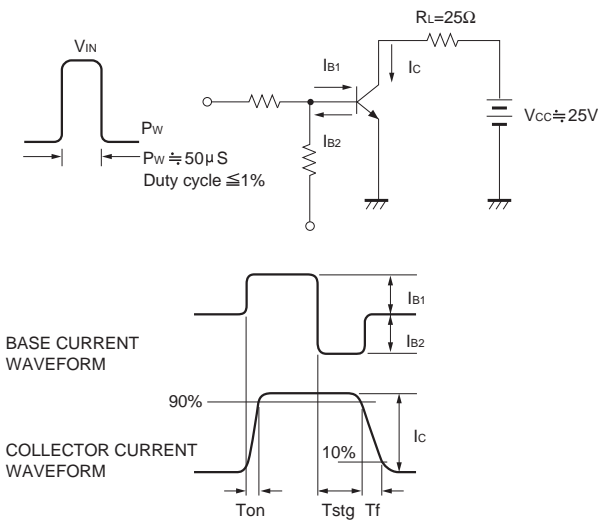 RL=25Ω
VIN
IB1
IC
VCC≒25V
PW
IB2
PW≒50μS
Duty cycle ≦1%
IB1
BASE CURRENT
WAVEFORM
IB2
90%
IC
COLLECTOR CURRENT
WAVEFORM
10%
Ton
Tstg
Tf